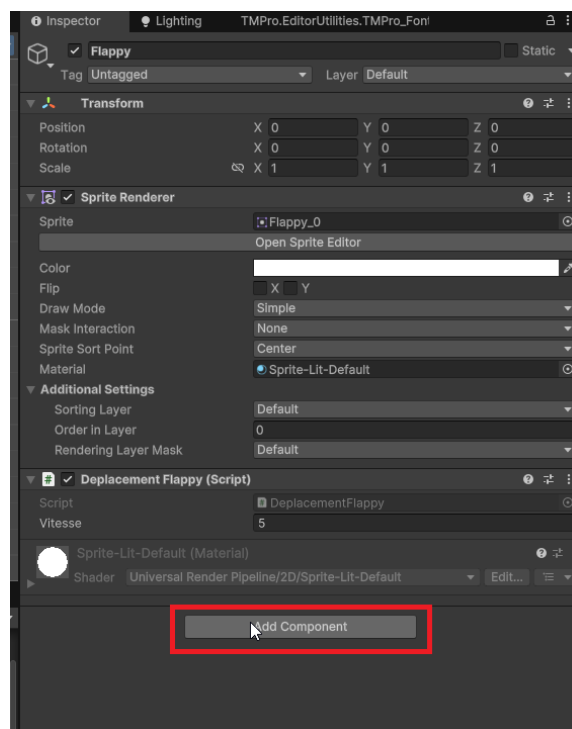 Inspector Lighting TMPro.EditorUtilities.TMPro_Font
Flappy Static
Tag Untagged Layer Default
Transform
Position X 0 Y 0 Z 0
Rotation X 0 Y 0 Z 0
Scale X 1 Y 1 Z 1
Sprite Renderer
Sprite Flappy_0
Open Sprite Editor
Color
Flip X Y
Draw Mode Simple
Mask Interaction None
Sprite Sort Point Center
Material Sprite-Lit-Default
Additional Settings
Sorting Layer Default
Order in Layer 0
Rendering Layer Mask Default
# Deplacement Flappy (Script)
Script # DeplacementFlappy
Vitesse 5
Sprite-Lit-Default (Material)
Shader Universal Render Pipeline/2D/Sprite-Lit-Default Edit...
Add Component